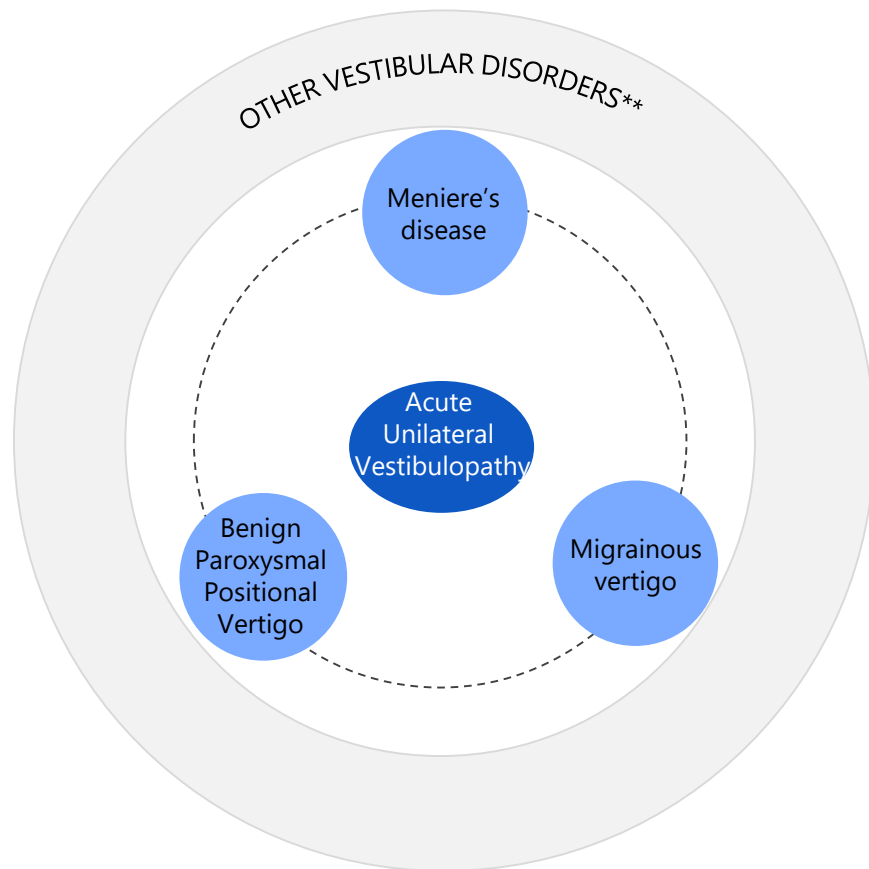 OTHER VESTIBULAR DISORDERS**
Meniere’s
disease
Acute
Unilateral
Vestibulopathy
Benign
Paroxysmal
Positional
Vertigo
Migrainous
vertigo